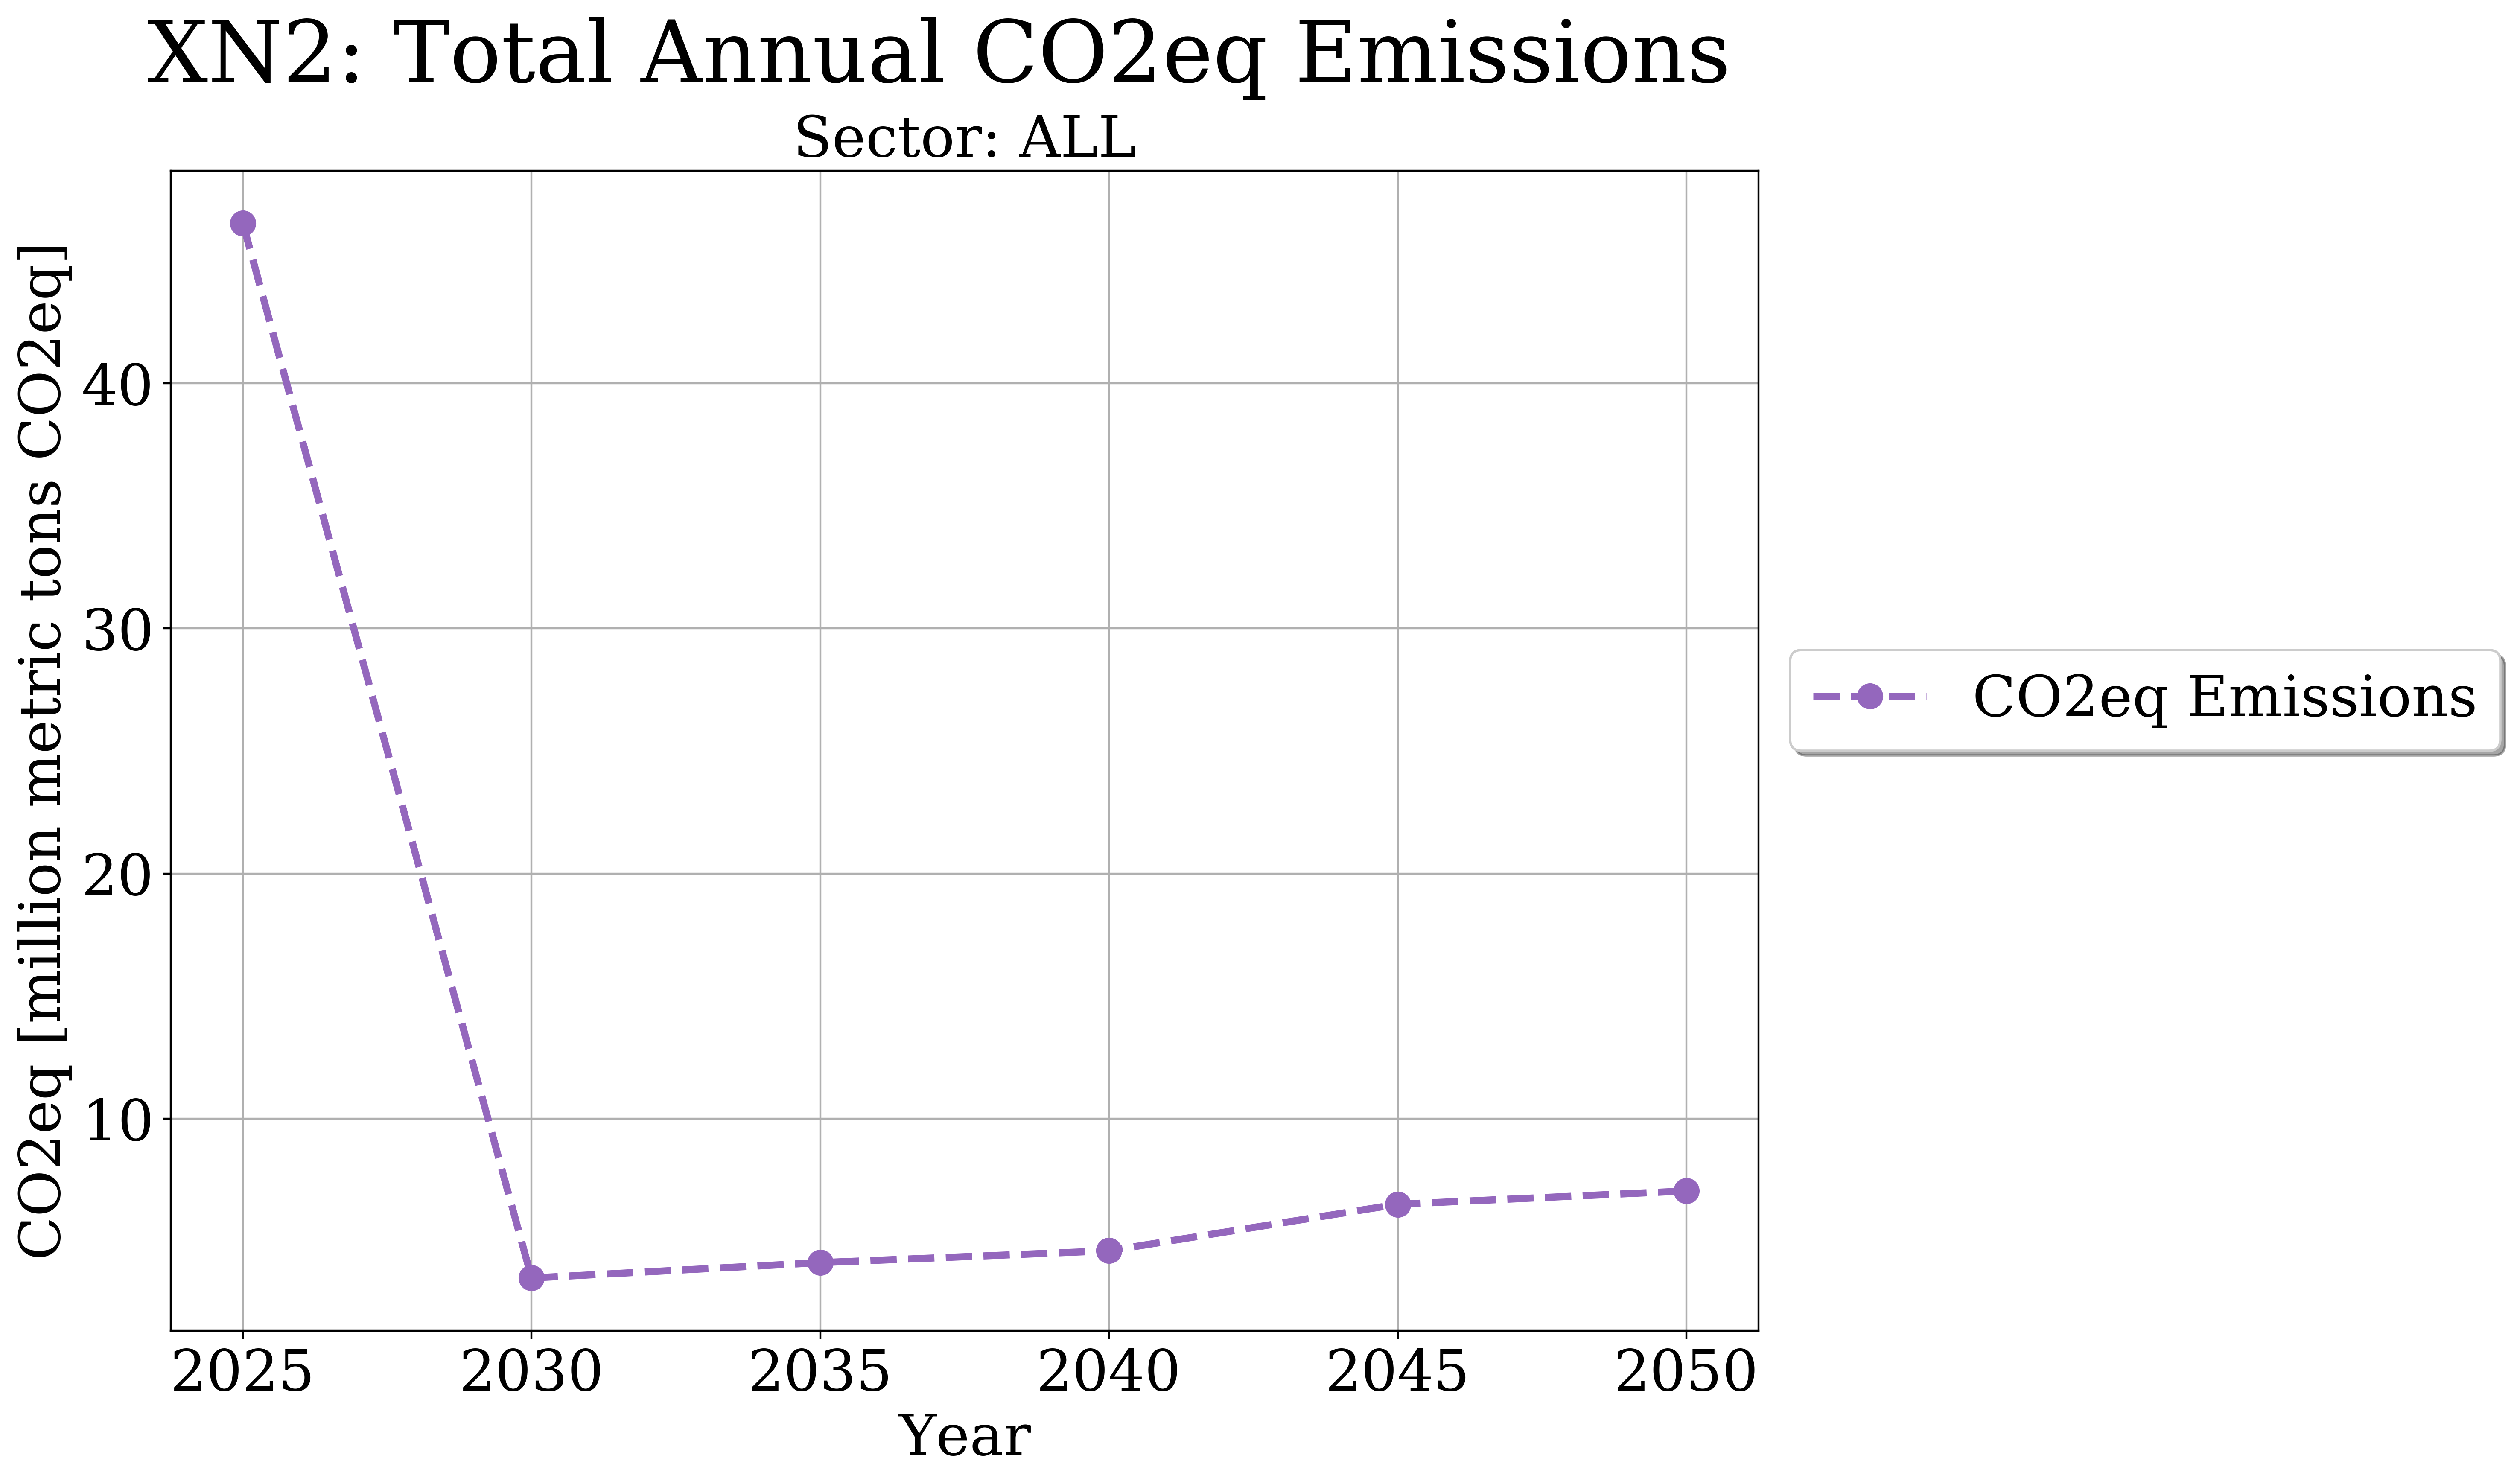 XN2: Total Annual CO2eq Emissions
Sector: ALL
CO2eq [million metric tons CO2eq]
40
30
20
10
2025 2030 2035 2040 2045 2050
Year
CO2eq Emissions